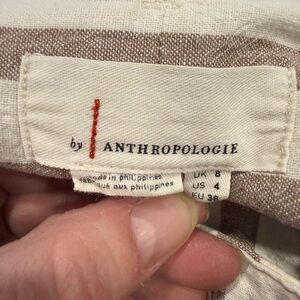 by ANTHROPOLOGIE
made in philippines
fabriqué aux philippines
UK 8
US 4
EU 36